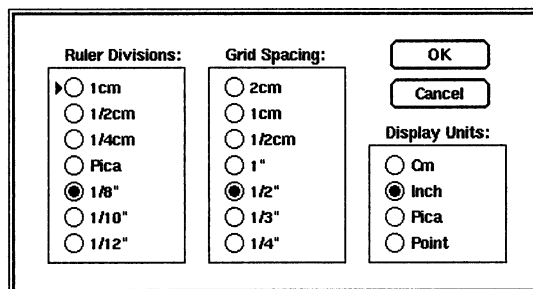 Ruler Divisions:
1cm
1/2cm
1/4cm
Pica
1/8"
1/10"
1/12"
Grid Spacing:
2cm
1cm
1/2cm
1"
1/2"
1/3"
1/4"
OK
Cancel
Display Units:
Cm
Inch
Pica
Point